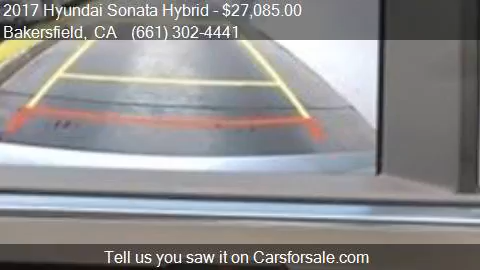 2017 Hyundai Sonata Hybrid - $27,085.00
Bakersfield, CA (661) 302-4441
Tell us you saw it on Carsforsale.com